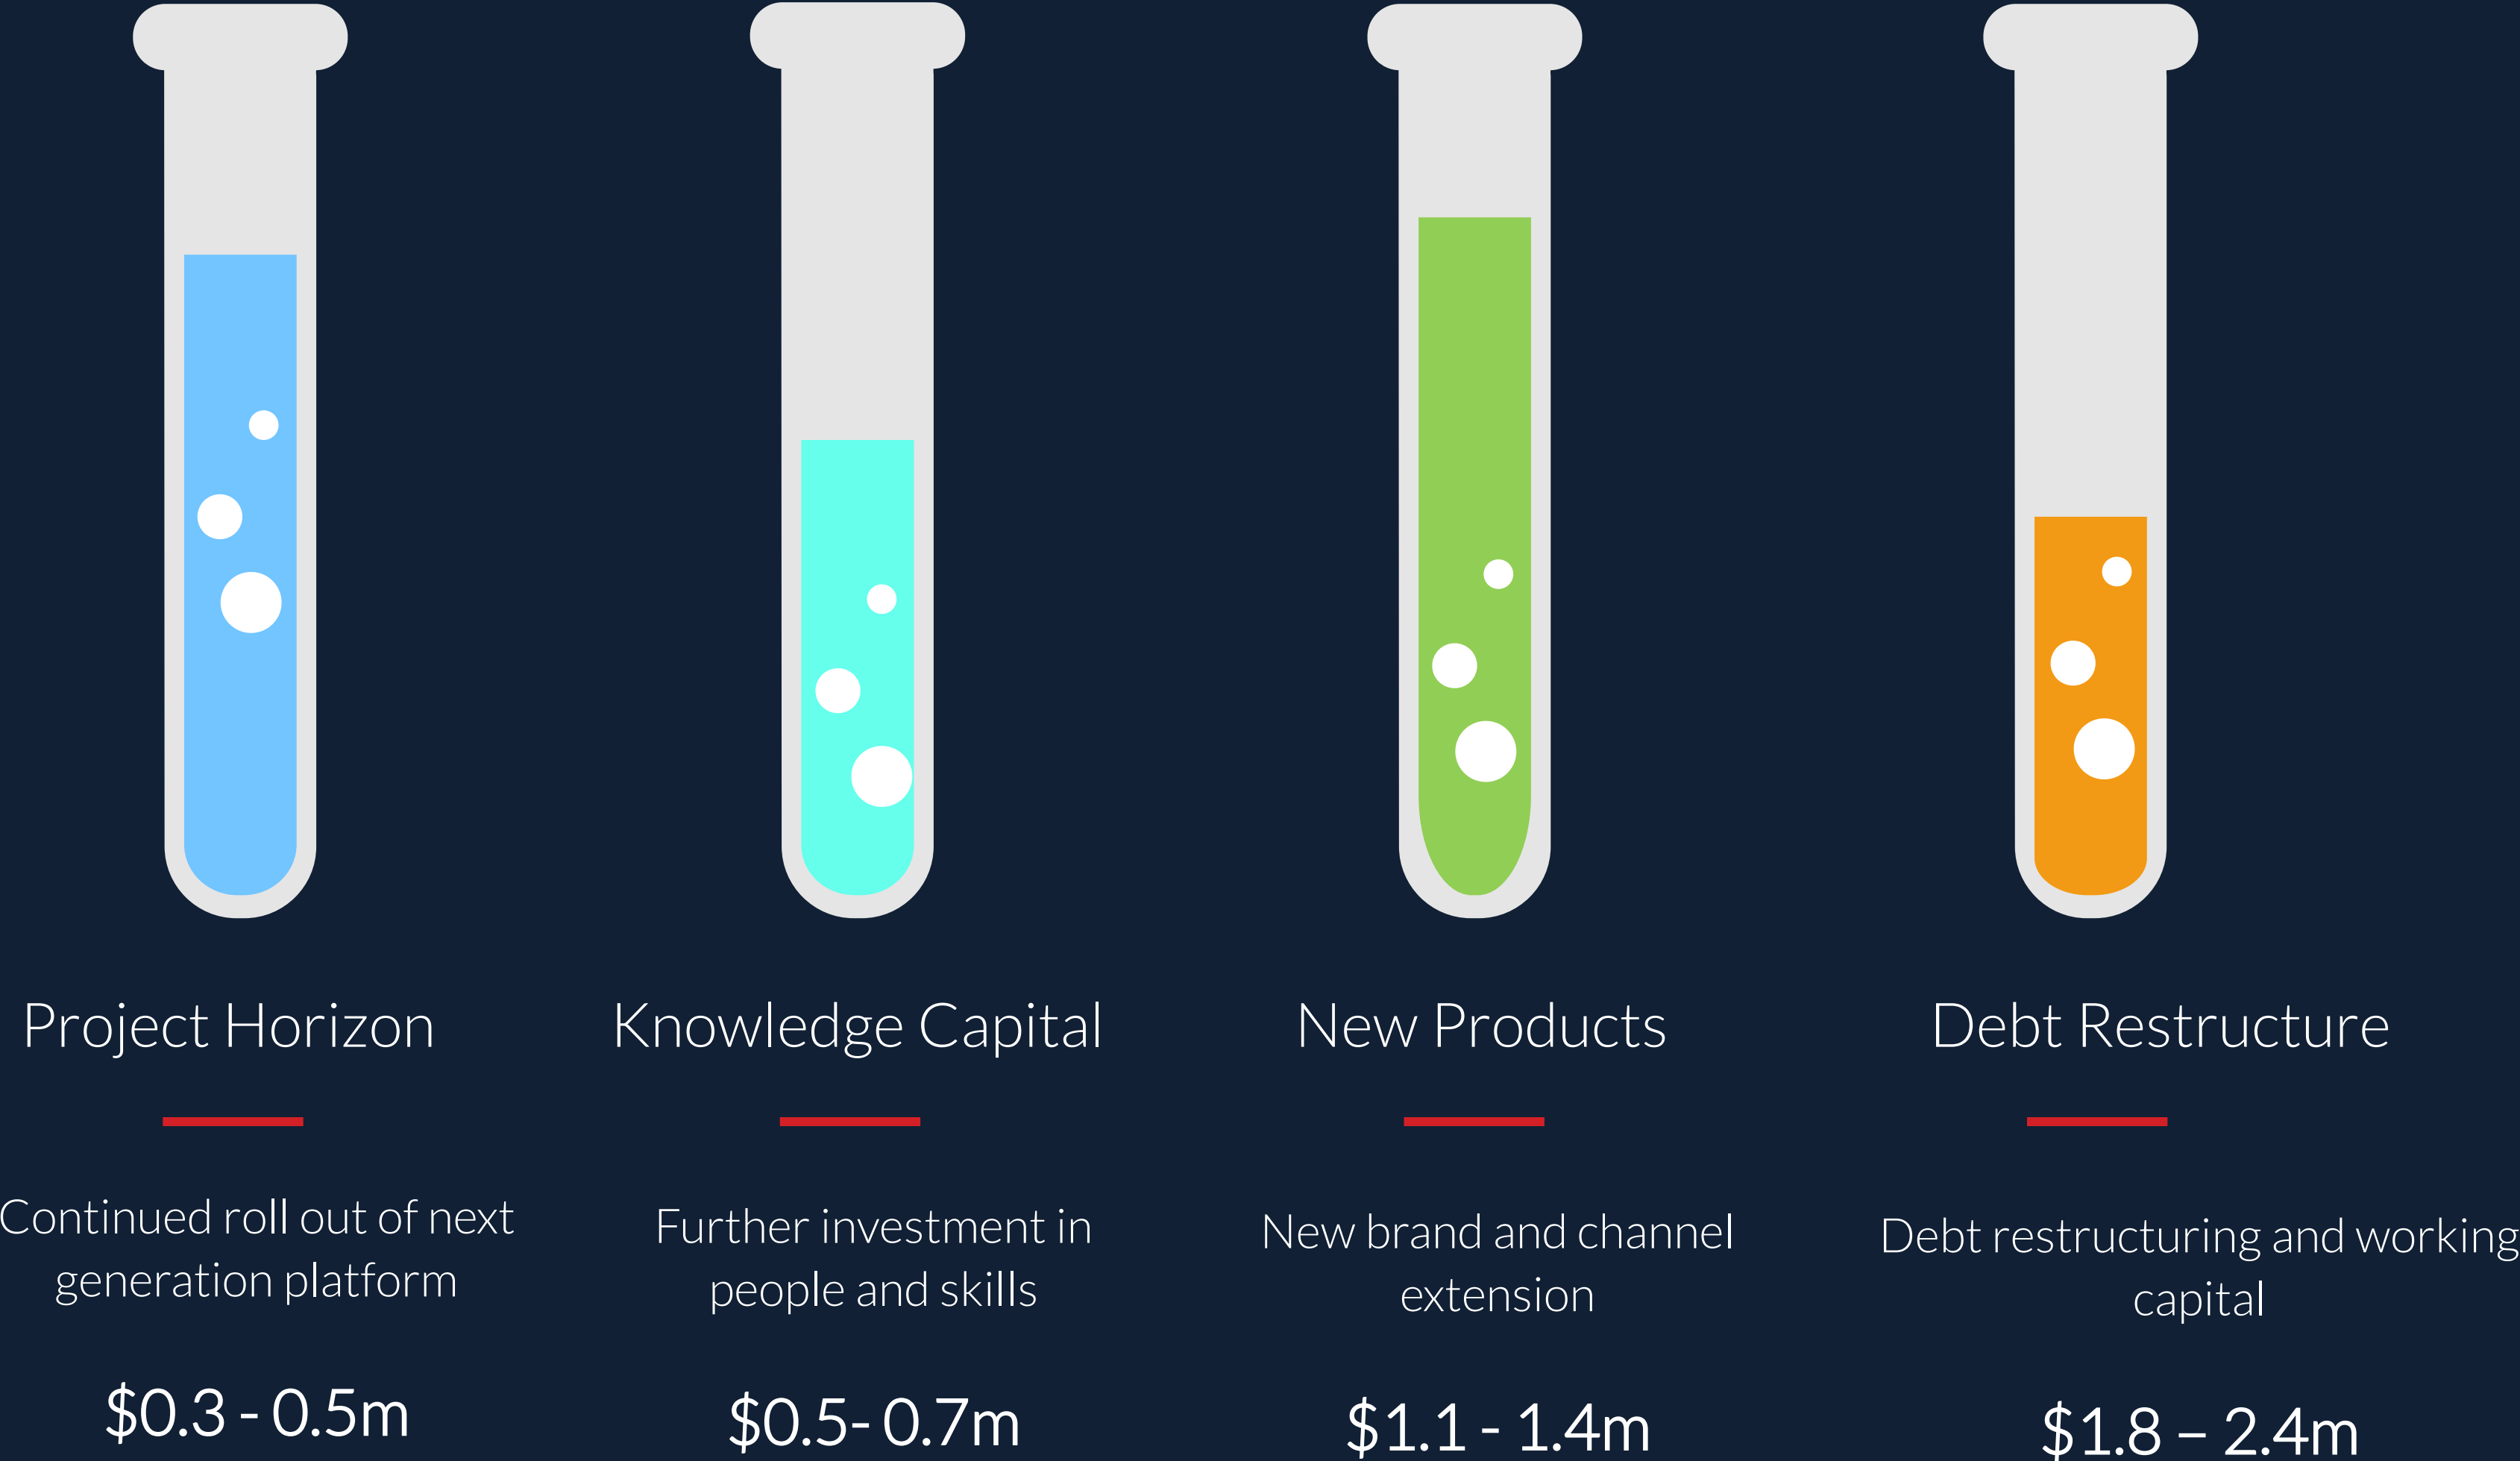 Project Horizon
Continued roll out of next
generation platform
$0.3 - 0.5m
Knowledge Capital
Further investment in
people and skills
$0.5- 0.7m
New Products
New brand and channel
extension
$1.1 - 1.4m
Debt Restructure
Debt restructuring and working
capital
$1.8 – 2.4m